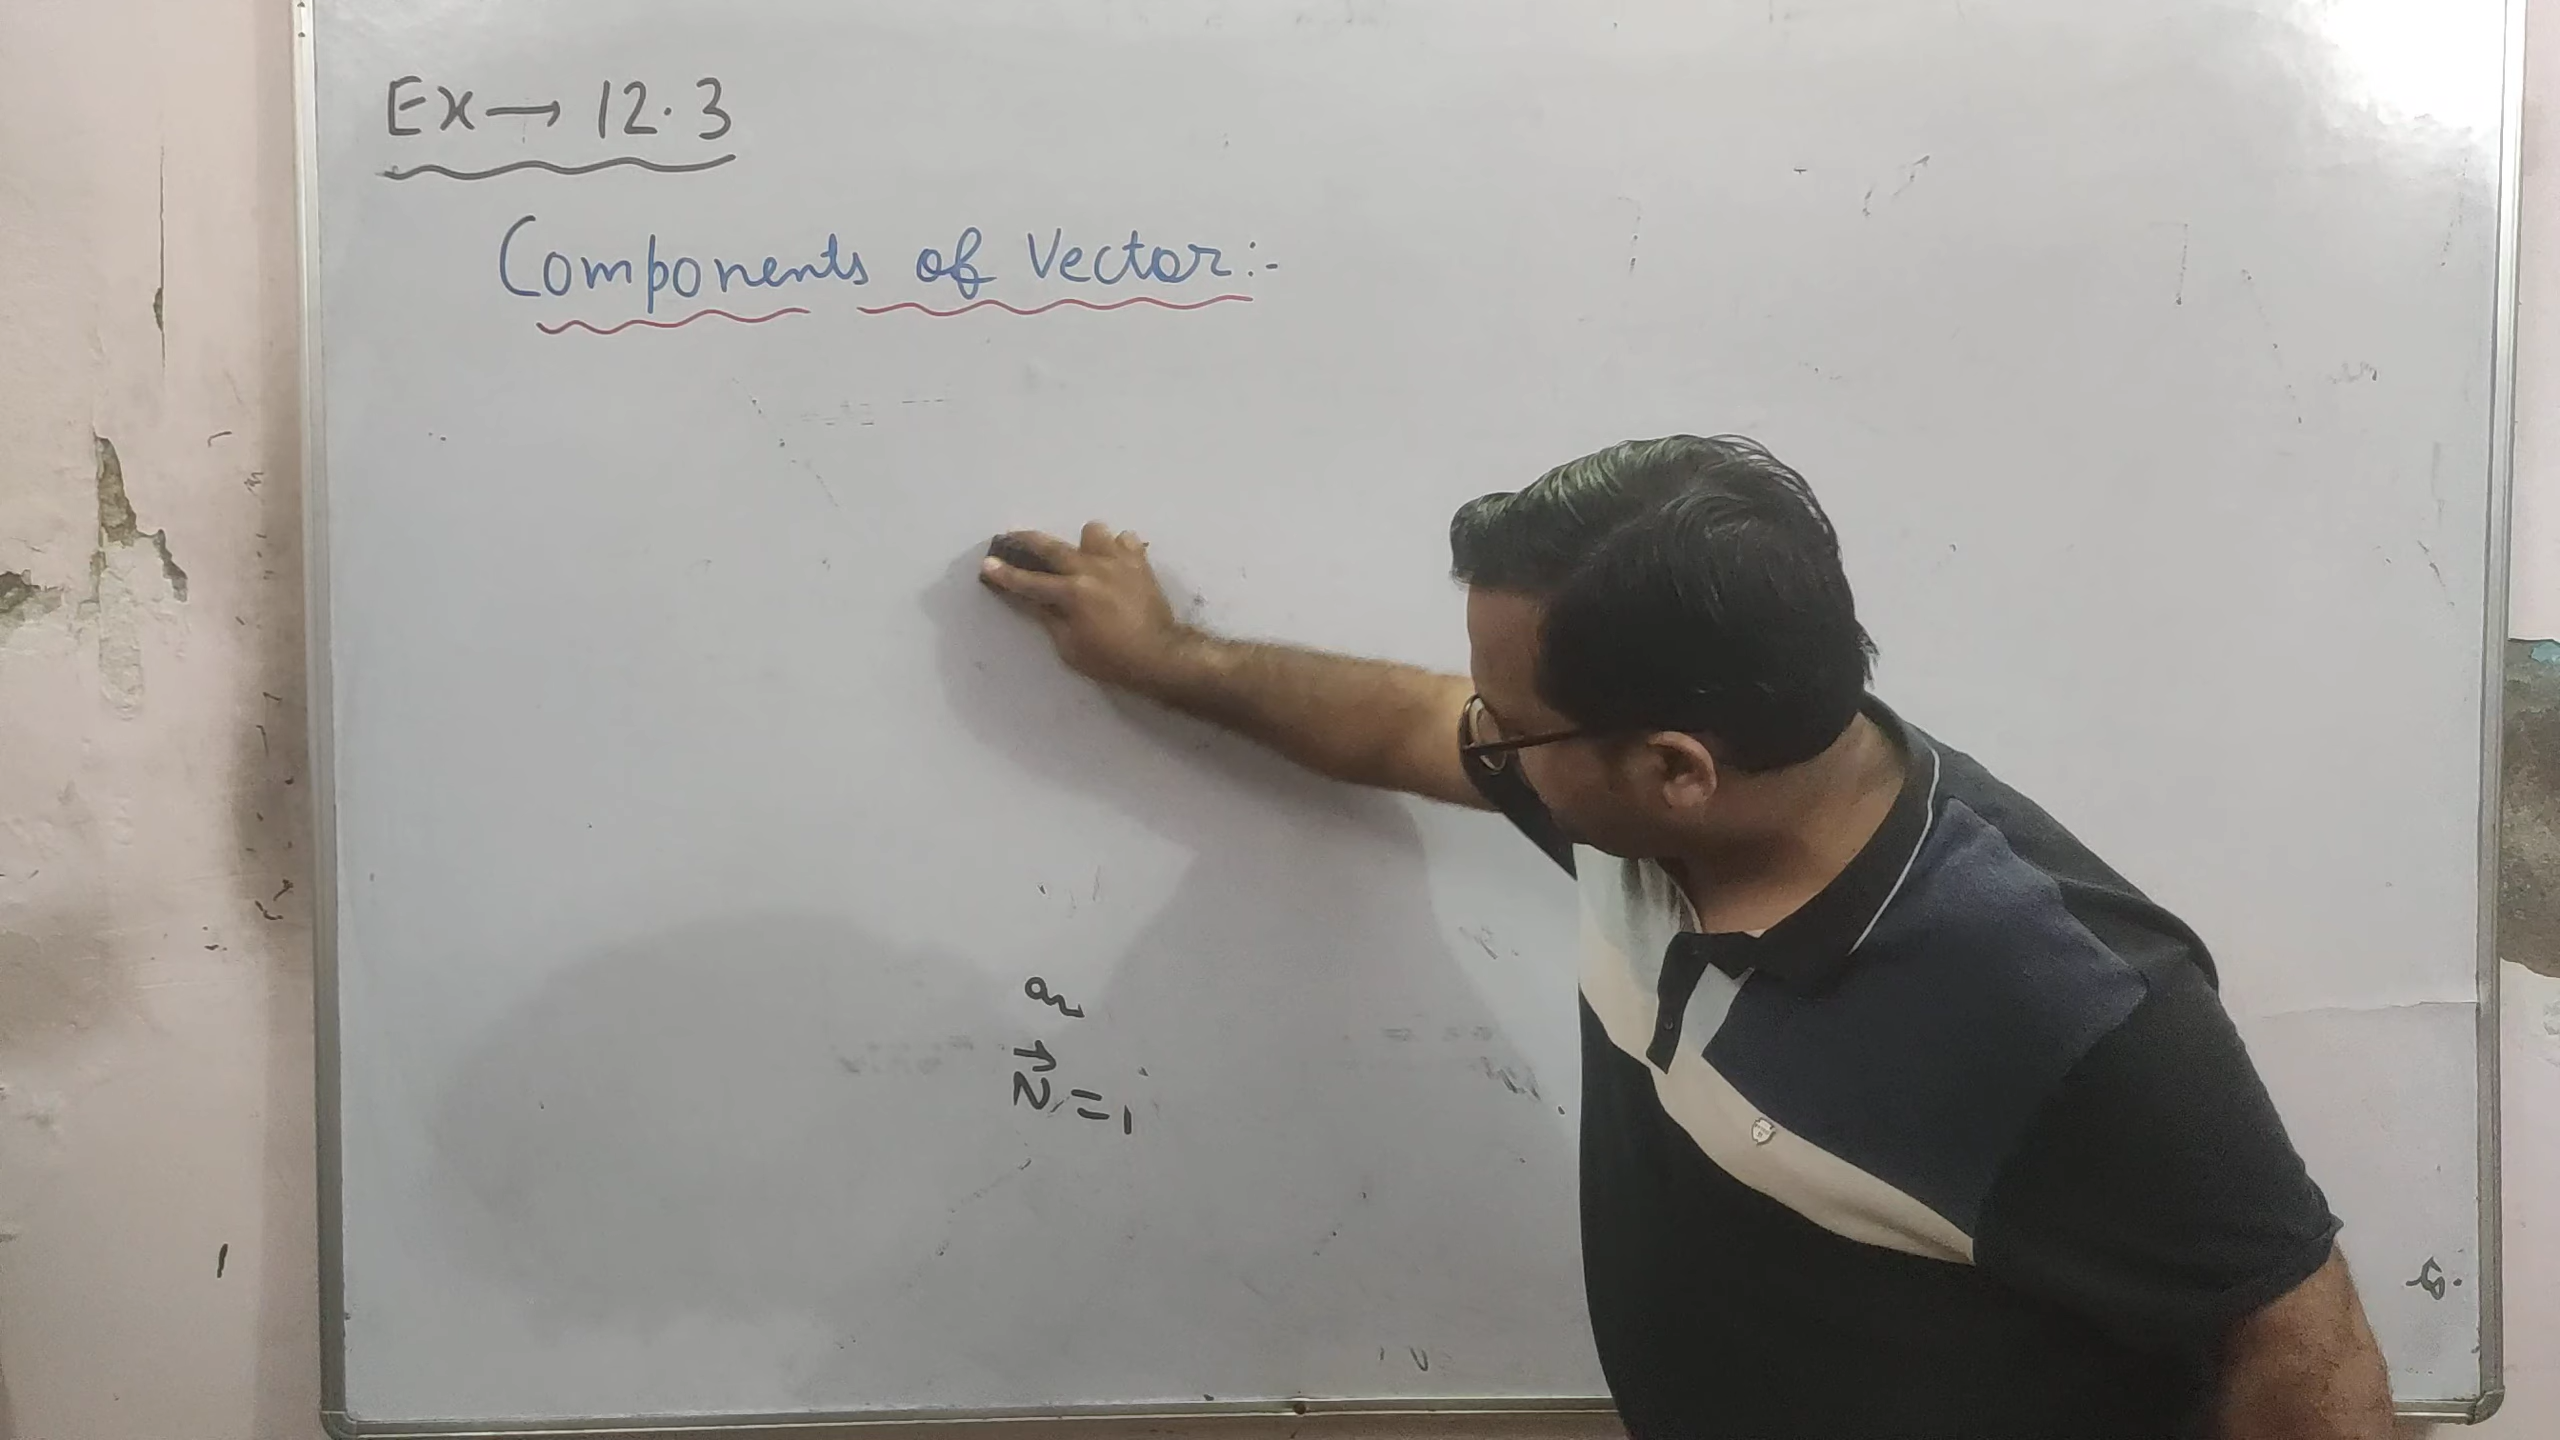 Ex→ 12.3
Components of Vector:-